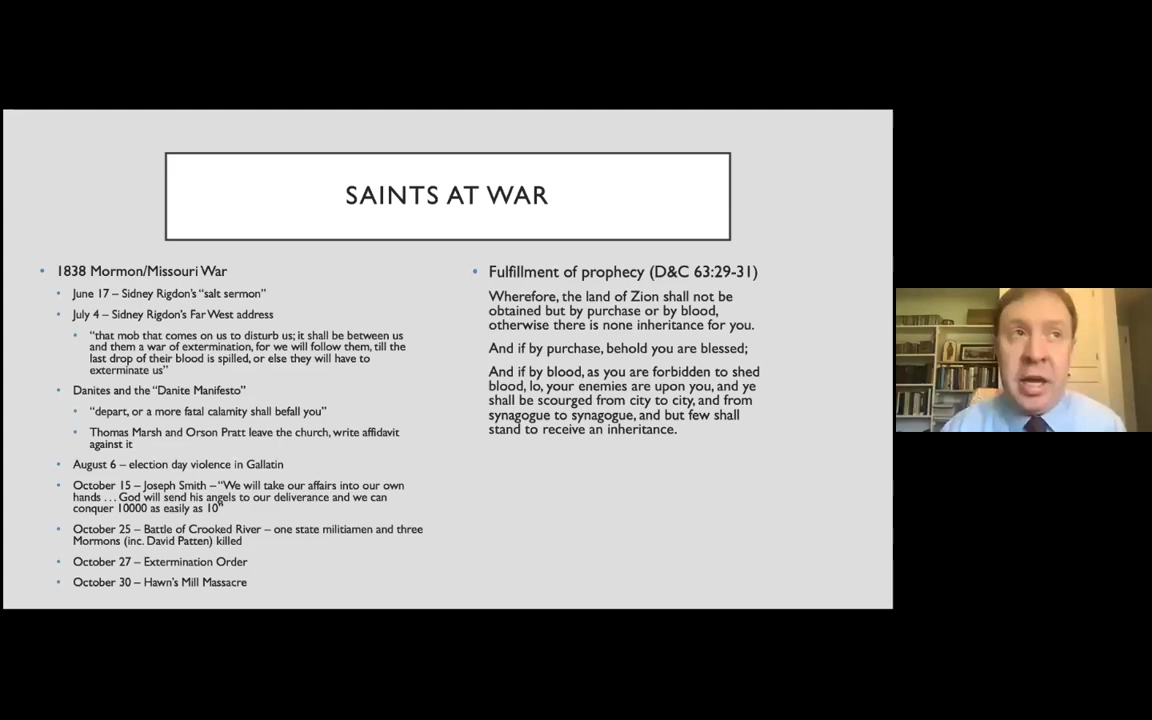 SAINTS AT WAR
• 1838 Mormon/Missouri War
• June 17 – Sidney Rigdon's "salt sermon"
• July 4 – Sidney Rigdon's Far West address
• "that mob that comes on us to disturb us; it shall be between us
and them a war of extermination, for we will follow them, till the
last drop of their blood is spilled, or else they will have to
exterminate us"
• Danites and the "Danite Manifesto"
• "depart, or a more fatal calamity shall befall you"
• Thomas Marsh and Orson Pratt leave the church, write affidavit
against it
• August 6 – election day violence in Gallatin
• October 15 – Joseph Smith – "We will take our affairs into our own
hands . . . God will send his angels to our deliverance and we can
conquer 10000 as easily as 10"
• October 25 – Battle of Crooked River – one state militiamen and three
Mormons (inc. David Patten) killed
• October 27 – Extermination Order
• October 30 – Hawn's Mill Massacre
• Fulfillment of prophecy (D&C 63:29-31)
Wherefore, the land of Zion shall not be
obtained but by purchase or by blood,
otherwise there is none inheritance for you.
And if by purchase, behold you are blessed;
And if by blood, as you are forbidden to shed
blood, lo, your enemies are upon you, and ye
shall be scourged from city to city, and from
synagogue to synagogue, and but few shall
stand to receive an inheritance.